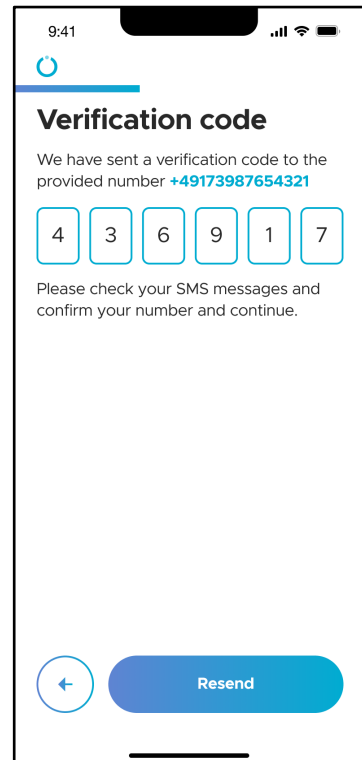 9:41
Verification code
We have sent a verification code to the
provided number +49173987654321
4 3 6 9 1 7
Please check your SMS messages and
confirm your number and continue.
Resend